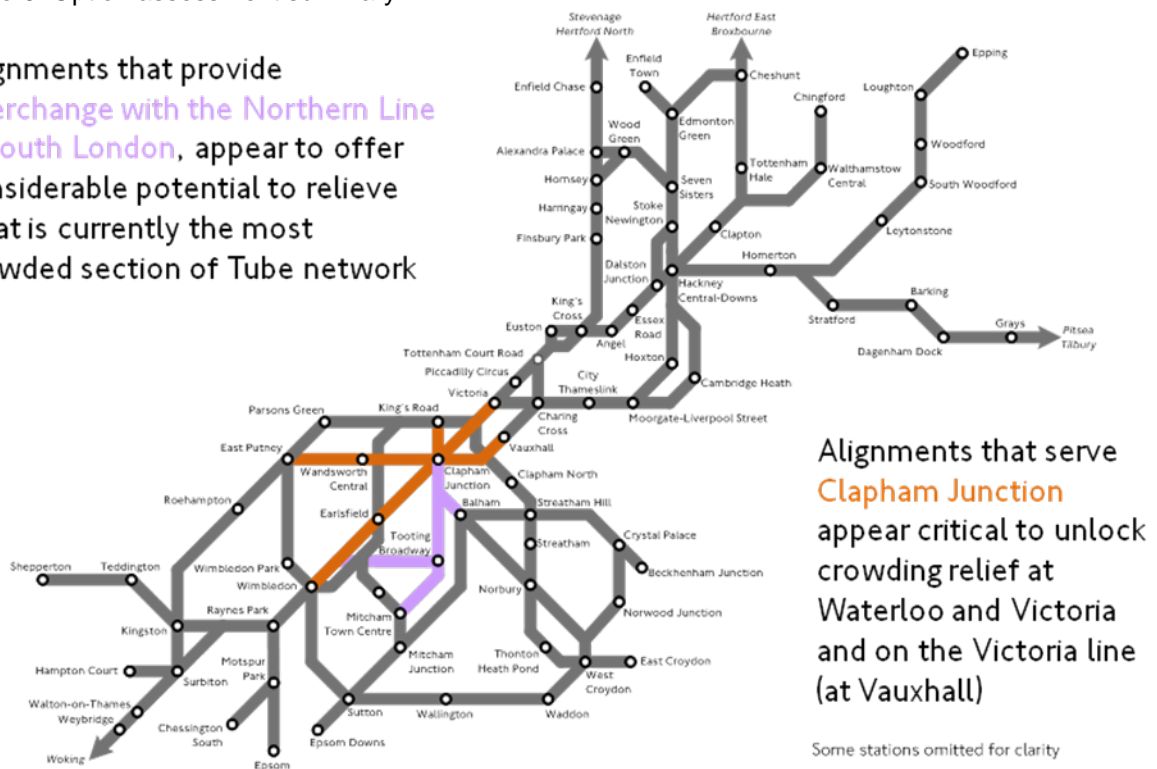 gnments that provide
erchange with the Northern Line
outh London, appear to offer
nsiderable potential to relieve
at is currently the most
wded section of Tube network
Stevenage
Hertford North
Hertford East
Broxbourne
Enfield
Town
Enfield Chase
Cheshunt
Epping
Loughton
Chingford
Wood
Green
Edmonton
Green
Woodford
Alexandra Palace
Hornsey
Seven
Sisters
Tottenham
Hale
Walthamstow
Central
South Woodford
Harringay
Stoke
Newington
Finsbury Park
Clapton
Leytonstone
Homerton
Dalston
Junction
Hackney
Central-Downs
Barking
King's
Cross
Essex
Road
Stratford
Grays
Pitsea
Tilbury
Euston
Angel
Dagenham Dock
Tottenham Court Road
Hoxton
Piccadilly Circus
City
Thameslink
Cambridge Heath
Victoria
Parsons Green
King's Road
Charing
Cross
Moorgate-Liverpool Street
East Putney
Vauxhall
Wandsworth
Central
Clapham
Junction
Clapham North
Roehampton
Earlsfield
Balham
Streatham Hill
Tooting
Broadway
Streatham
Crystal Palace
Shepperton
Teddington
Wimbledon Park
Beckenham Junction
Wimbledon
Norbury
Raynes Park
Mitcham
Town Centre
Norwood Junction
Kingston
Hampton Court
Motspur
Park
Mitcham
Junction
Thonton
Heath Pond
East Croydon
Surbiton
West
Croydon
Walton-on-Thames
Weybridge
Chessington
South
Sutton
Wallington
Waddon
Woking
Epsom
Epsom Downs
Alignments that serve
Clapham Junction
appear critical to unlock
crowding relief at
Waterloo and Victoria
and on the Victoria line
(at Vauxhall)
Some stations omitted for clarity